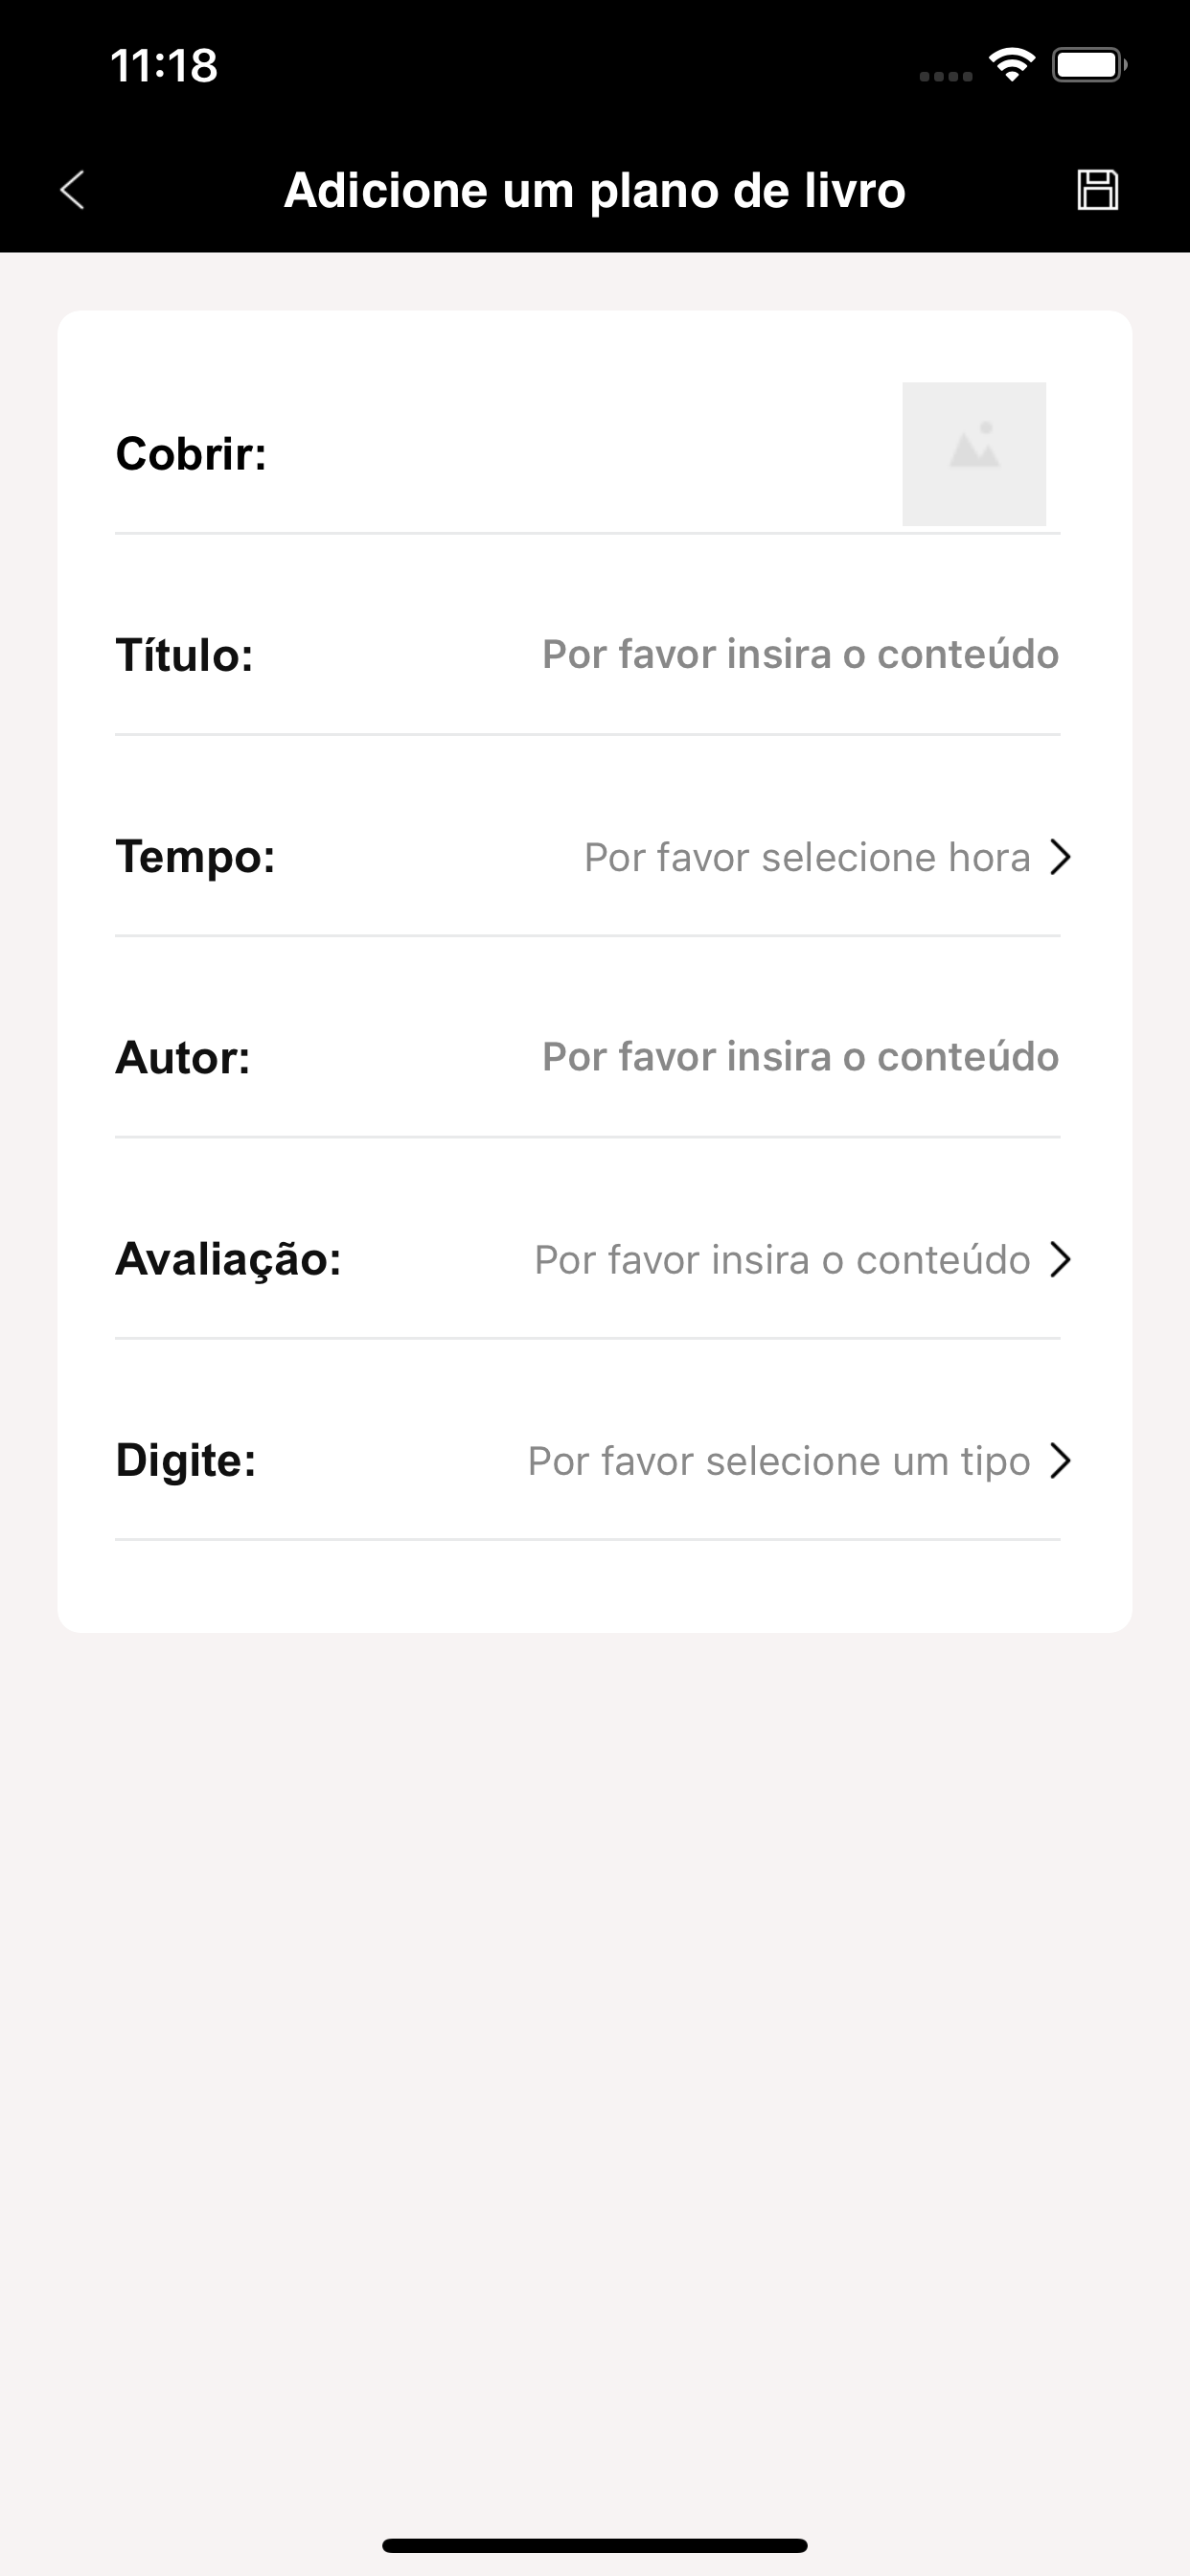 11:18
Adicione um plano de livro
Cobrir:
Título: Por favor insira o conteúdo
Tempo: Por favor selecione hora
Autor: Por favor insira o conteúdo
Avaliação: Por favor insira o conteúdo
Digite: Por favor selecione um tipo